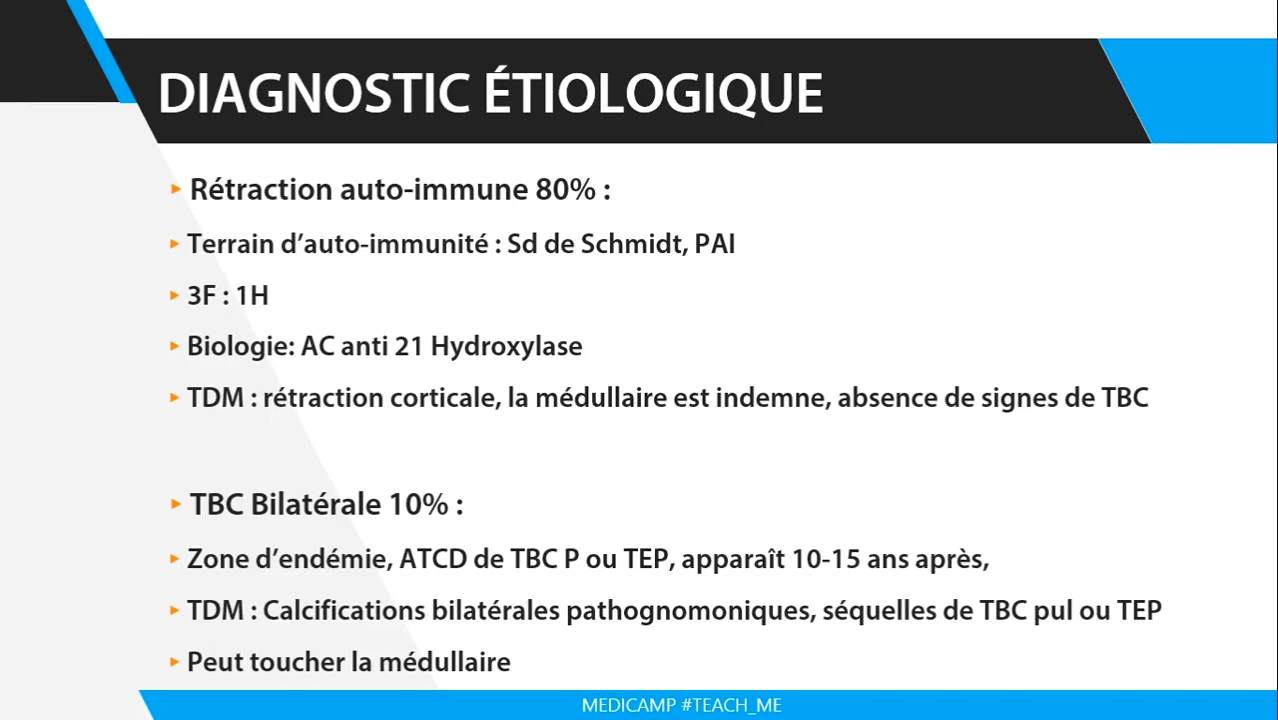 DIAGNOSTIC ÉTIOLOGIQUE
Rétraction auto-immune 80% :
Terrain d’auto-immunité : Sd de Schmidt, PAI
3F : 1H
Biologie: AC anti 21 Hydroxylase
TDM : rétraction corticale, la médullaire est indemne, absence de signes de TBC
TBC Bilatérale 10% :
Zone d’endémie, ATCD de TBC P ou TEP, apparaît 10-15 ans après,
TDM : Calcifications bilatérales pathognomoniques, séquelles de TBC pul ou TEP
Peut toucher la médullaire
MEDICAMP #TEACH_ME